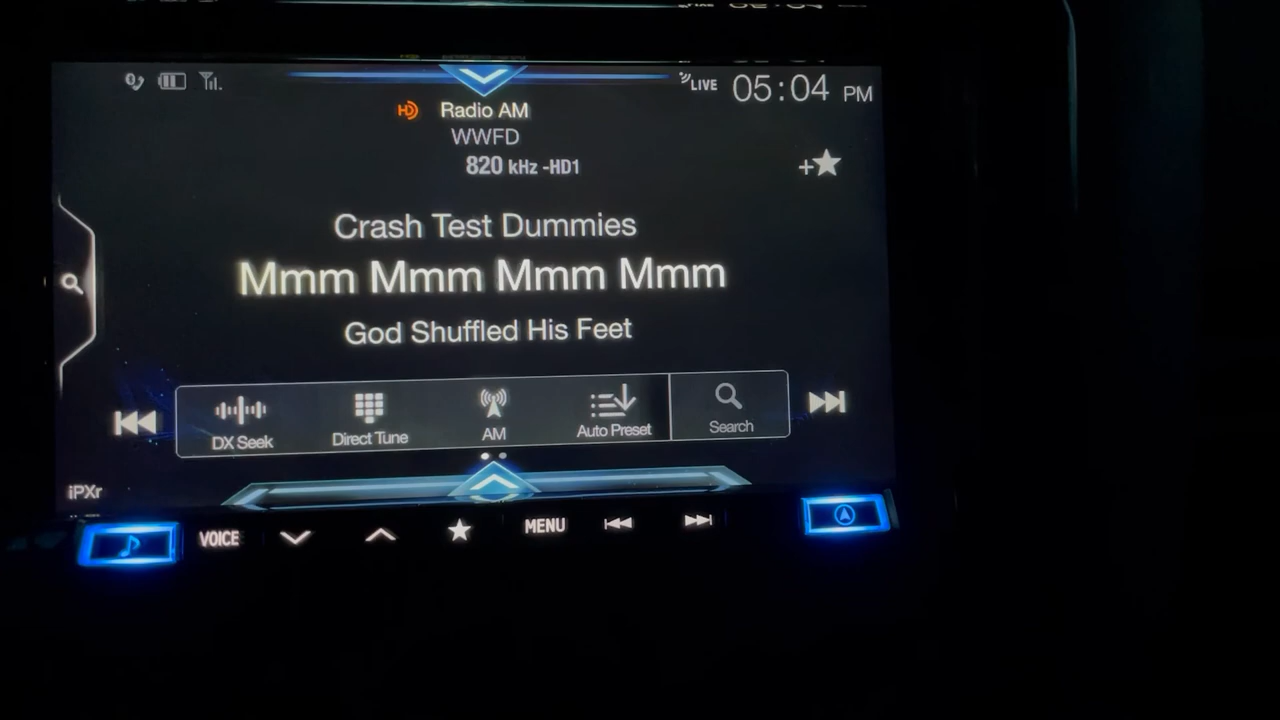 LIVE 05:04 PM
HD Radio AM
WWFD
820 kHz -HD1
+
Crash Test Dummies
Mmm Mmm Mmm Mmm
God Shuffled His Feet
DX Seek Direct Tune AM Auto Preset Search
iPXr
VOICE MENU